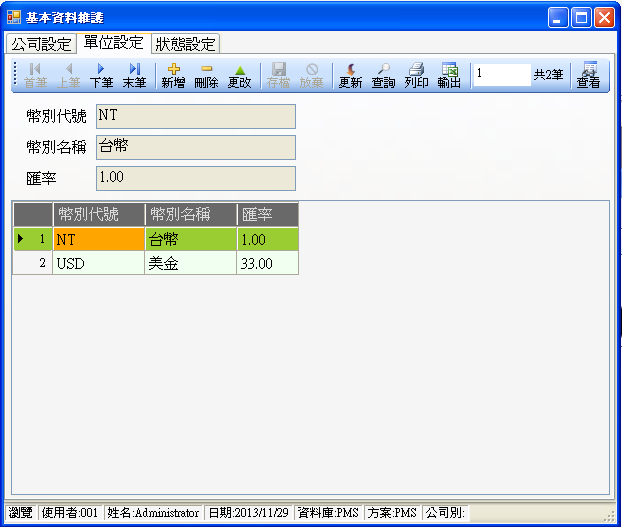 基本資料維護
公司設定 單位設定 狀態設定
首筆 上筆 下筆 末筆 新增 刪除 更改 存檔 放棄 更新 查詢 列印 輸出 1 共2筆 查看
幣別代號 NT
幣別名稱 台幣
匯率 1.00
幣別代號 幣別名稱 匯率
1 NT 台幣 1.00
2 USD 美金 33.00
瀏覽 使用者:001 姓名:Administrator 日期:2013/11/29 資料庫:PMS 方案:PMS 公司別: